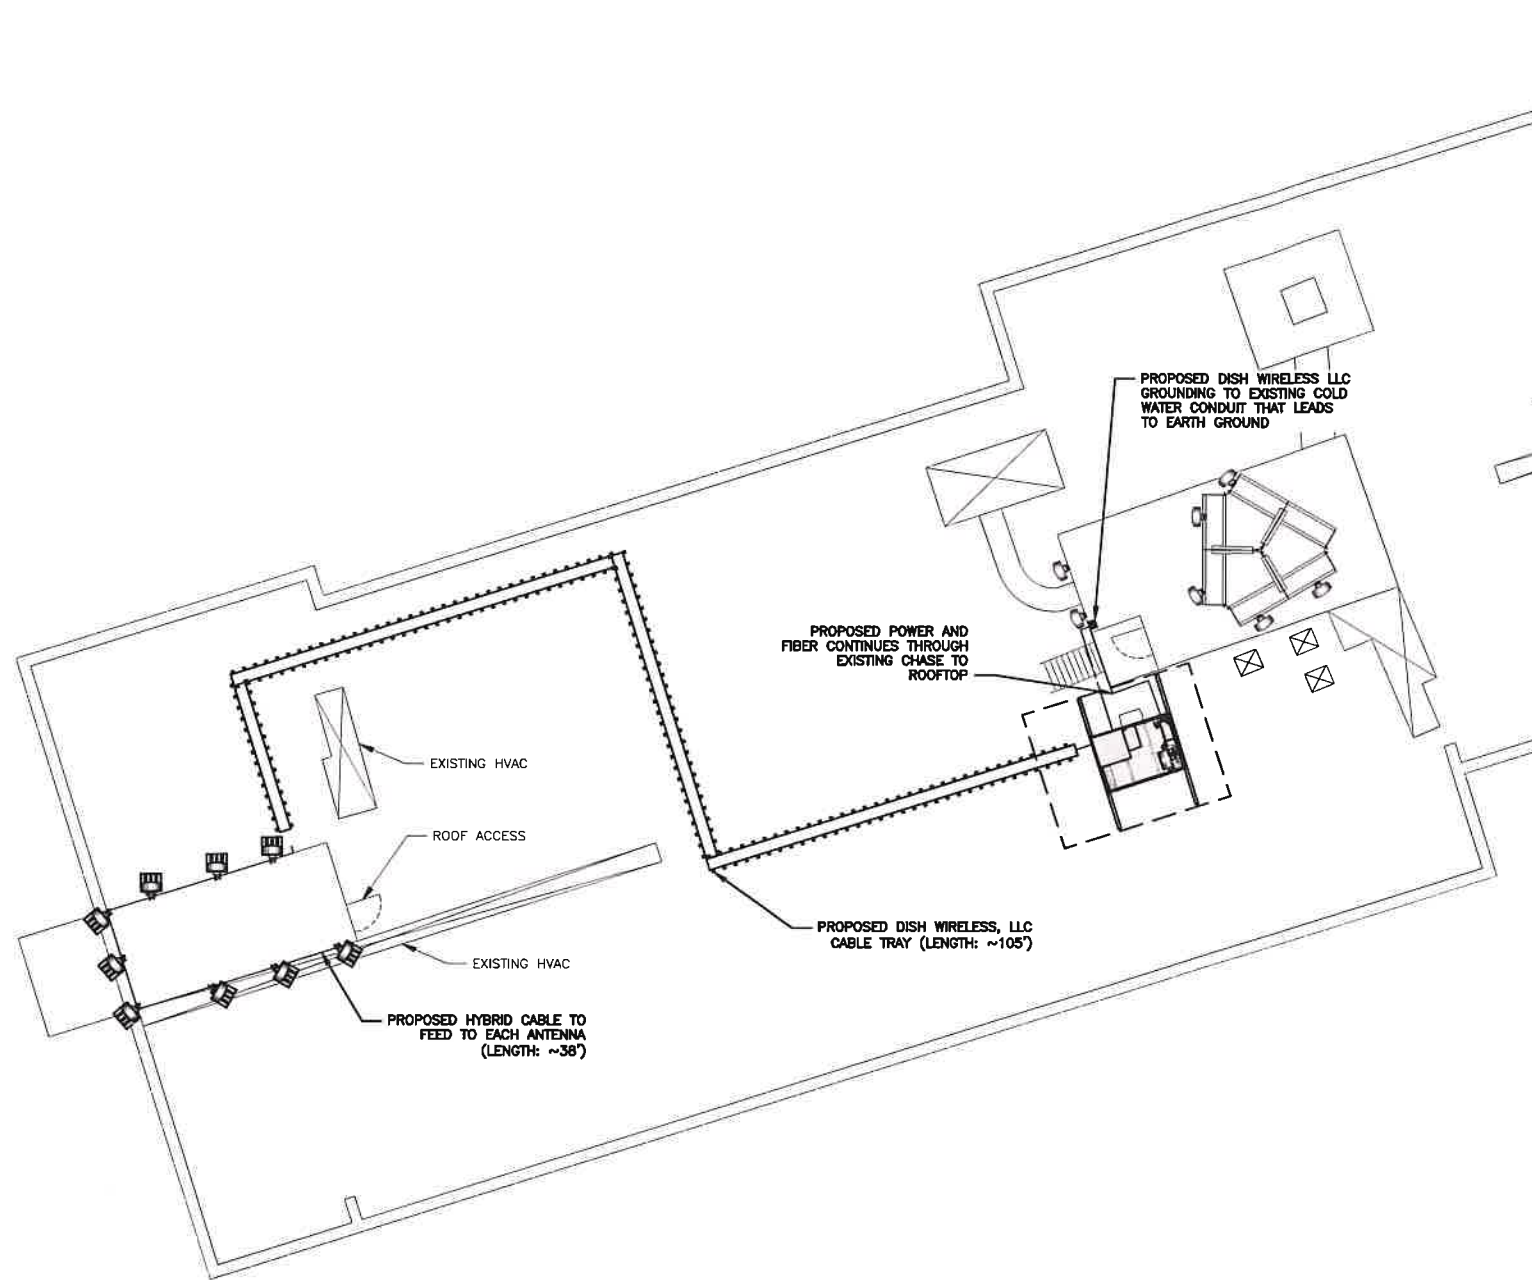 PROPOSED DISH WIRELESS LLC
GROUNDING TO EXISTING COLD
WATER CONDUIT THAT LEADS
TO EARTH GROUND
PROPOSED POWER AND
FIBER CONTINUES THROUGH
EXISTING CHASE TO
ROOFTOP
EXISTING HVAC
ROOF ACCESS
PROPOSED DISH WIRELESS, LLC
CABLE TRAY (LENGTH: ~105')
EXISTING HVAC
PROPOSED HYBRID CABLE TO
FEED TO EACH ANTENNA
(LENGTH: ~38')